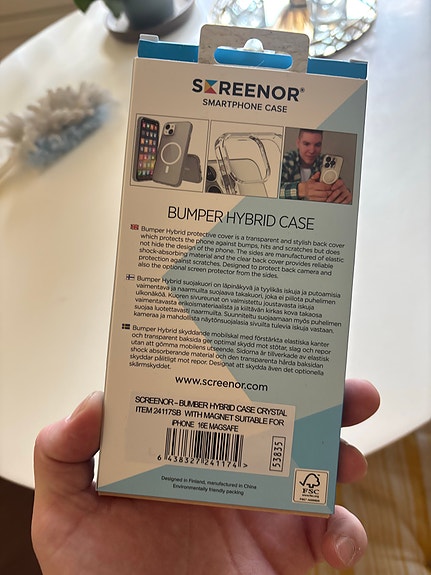 SCREENOR®
SMARTPHONE CASE
BUMPER HYBRID CASE
Bumper Hybrid protective cover is a transparent and stylish back cover
which protects the phone against bumps, hits and scratches but does
not hide the design of the phone. The sides are manufactured of elastic
shock-absorbing material and the clear back cover provides reliable
protection against scratches. Designed to protect back camera and
also the optional screen protector from the sides.
Bumper Hybrid suojakuori on läpinäkyvä ja tyylikäs iskuja ja putoamisia
vaimentava ja naarmuilta suojaava takakuori, joka ei piilota puhelimen
ulkonäköä. Kuoren sivureunat on valmistettu joustavasta iskuja
vaimentavasta erikoismateriaalista ja kiiltävän kirkas kova takaosa
suojaa luotettavasti naarmuilta. Suunniteltu suojaamaan myös puhelimen
kameraa ja mahdollista näytönsuojalasia sivuilta tulevia iskuja vastaan.
Bumper Hybrid skyddande mobilskal med förstärkta elastiska kanter
och transparent baksida ger optimal skydd mot stötar, slag och repor
utan att gömma mobilens utseende. Sidorna är tillverkade av elastisk
shock absorberande material och den transparenta hårda baksidan
skyddar pålitligt mot repor. Designat att skydda även det optionella
skärmskyddet.
www.screenor.com
SCREENOR – BUMBER HYBRID CASE CRYSTAL
ITEM 24117SB WITH MAGNET SUITABLE FOR
IPHONE 16E MAGSAFE
6 438327 241174 >
53835
Designed in Finland, manufactured in China
Environmentally friendly packing
FSC